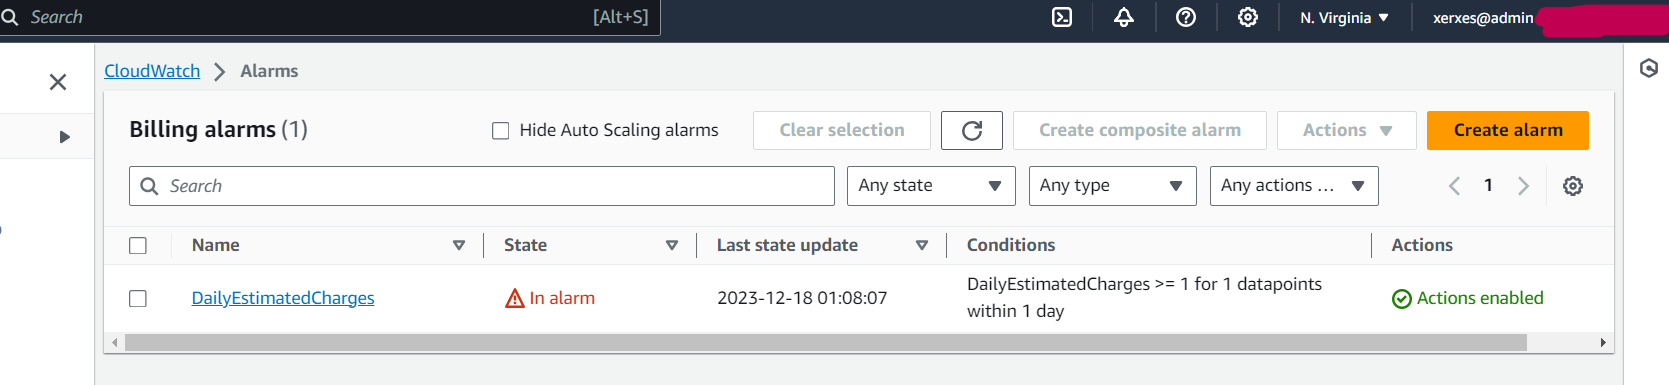 Search [Alt+S] N. Virginia xerxes@admin
CloudWatch Alarms
Billing alarms (1) Hide Auto Scaling alarms Clear selection Create composite alarm Actions Create alarm
Search Any state Any type Any actions ... 1
Name State Last state update Conditions Actions
DailyEstimatedCharges In alarm 2023-12-18 01:08:07 DailyEstimatedCharges >= 1 for 1 datapoints Actions enabled
within 1 day